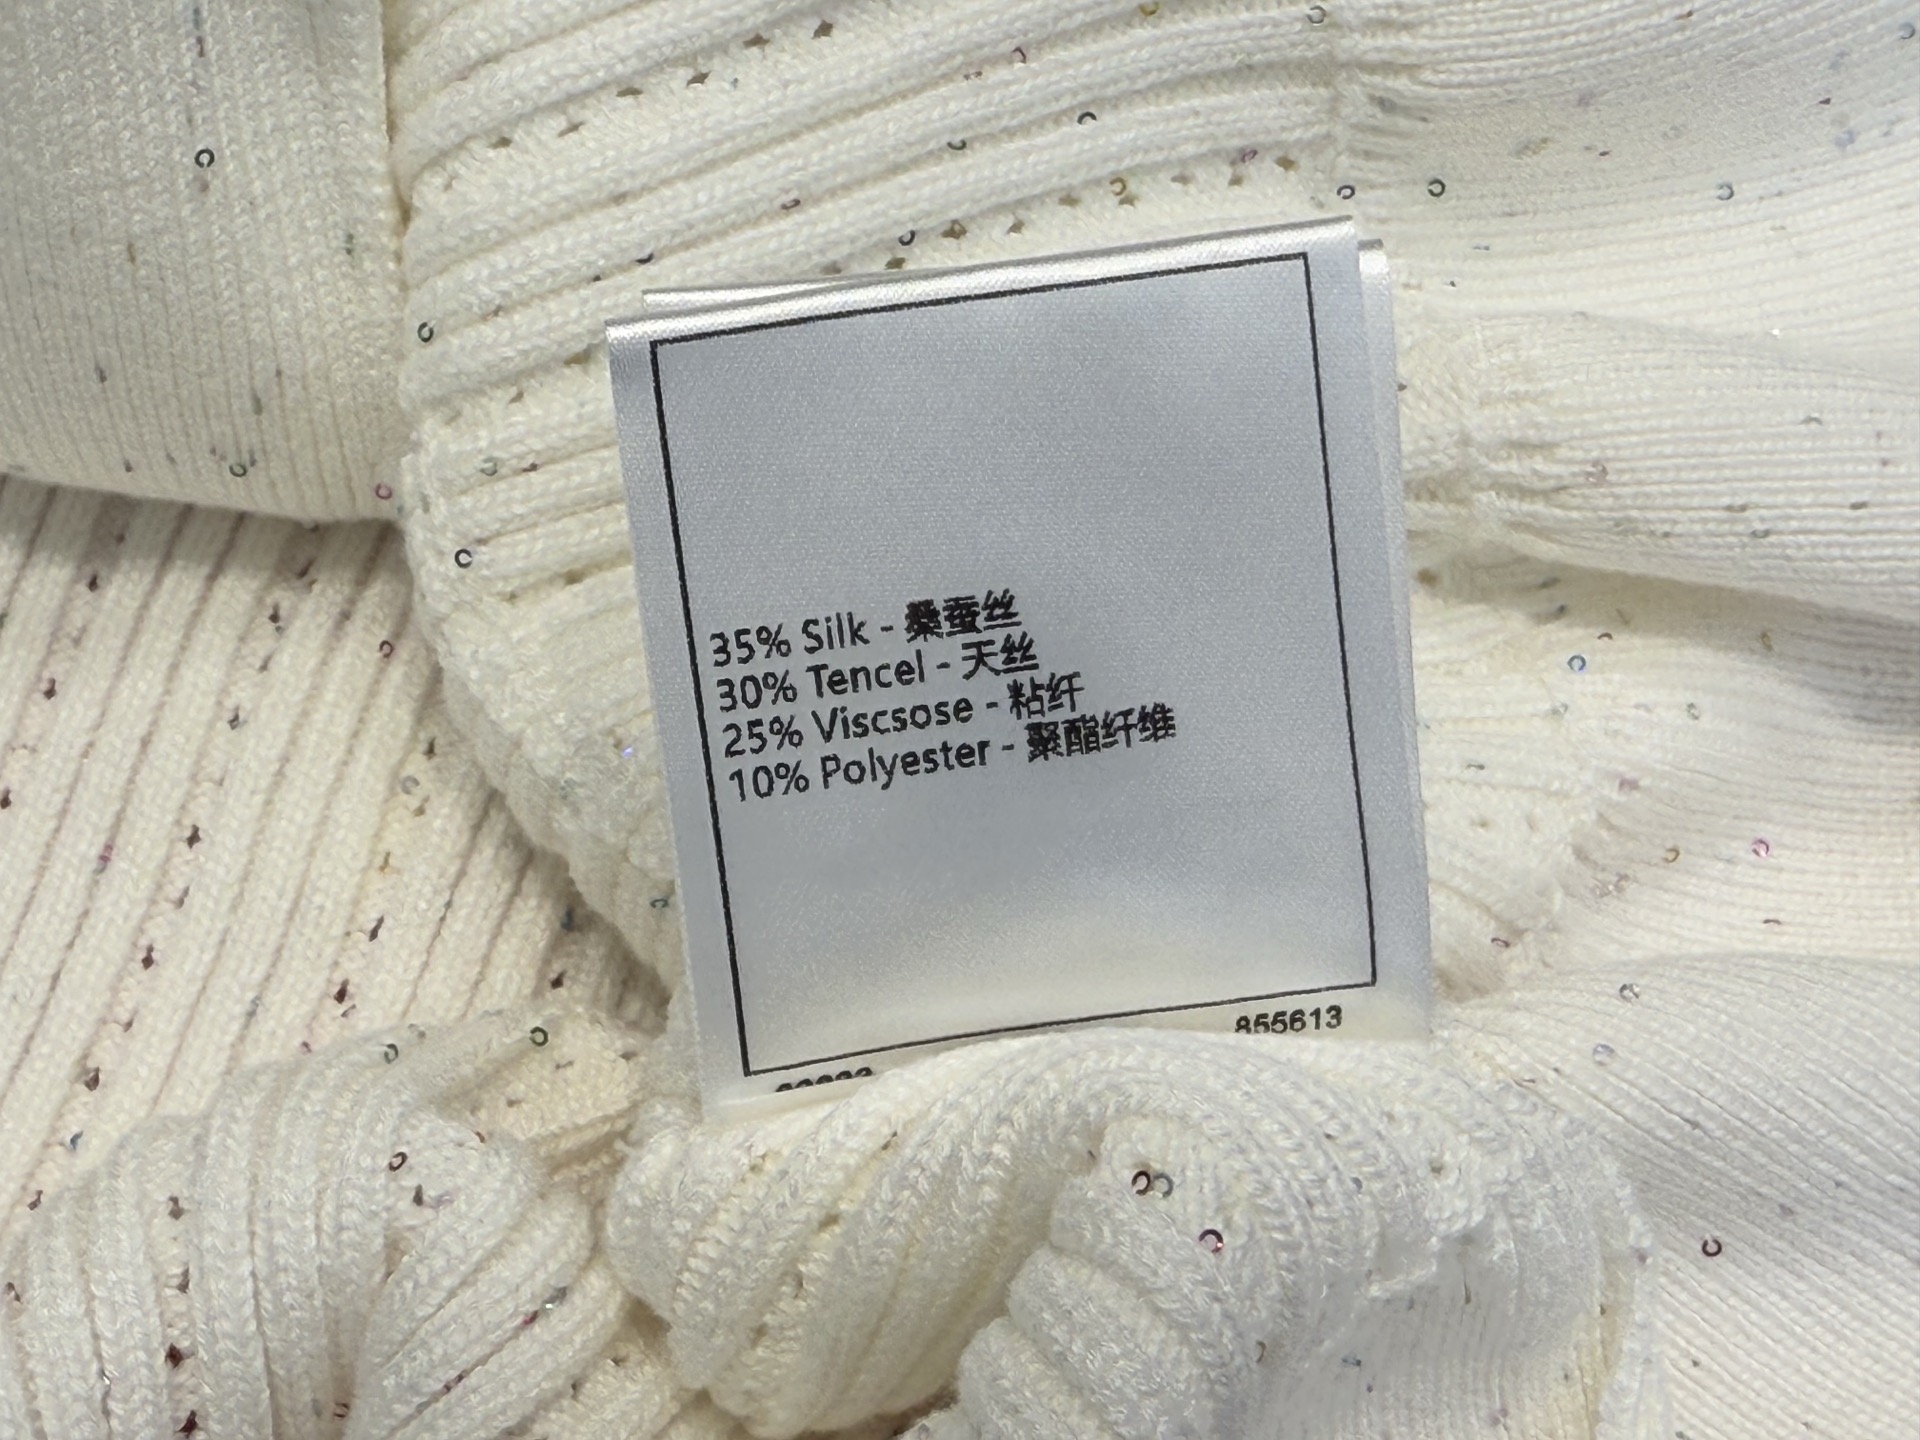 35% Silk - 桑蚕丝
30% Tencel - 天丝
25% Viscsose - 粘纤
10% Polyester - 聚酯纤维
855613